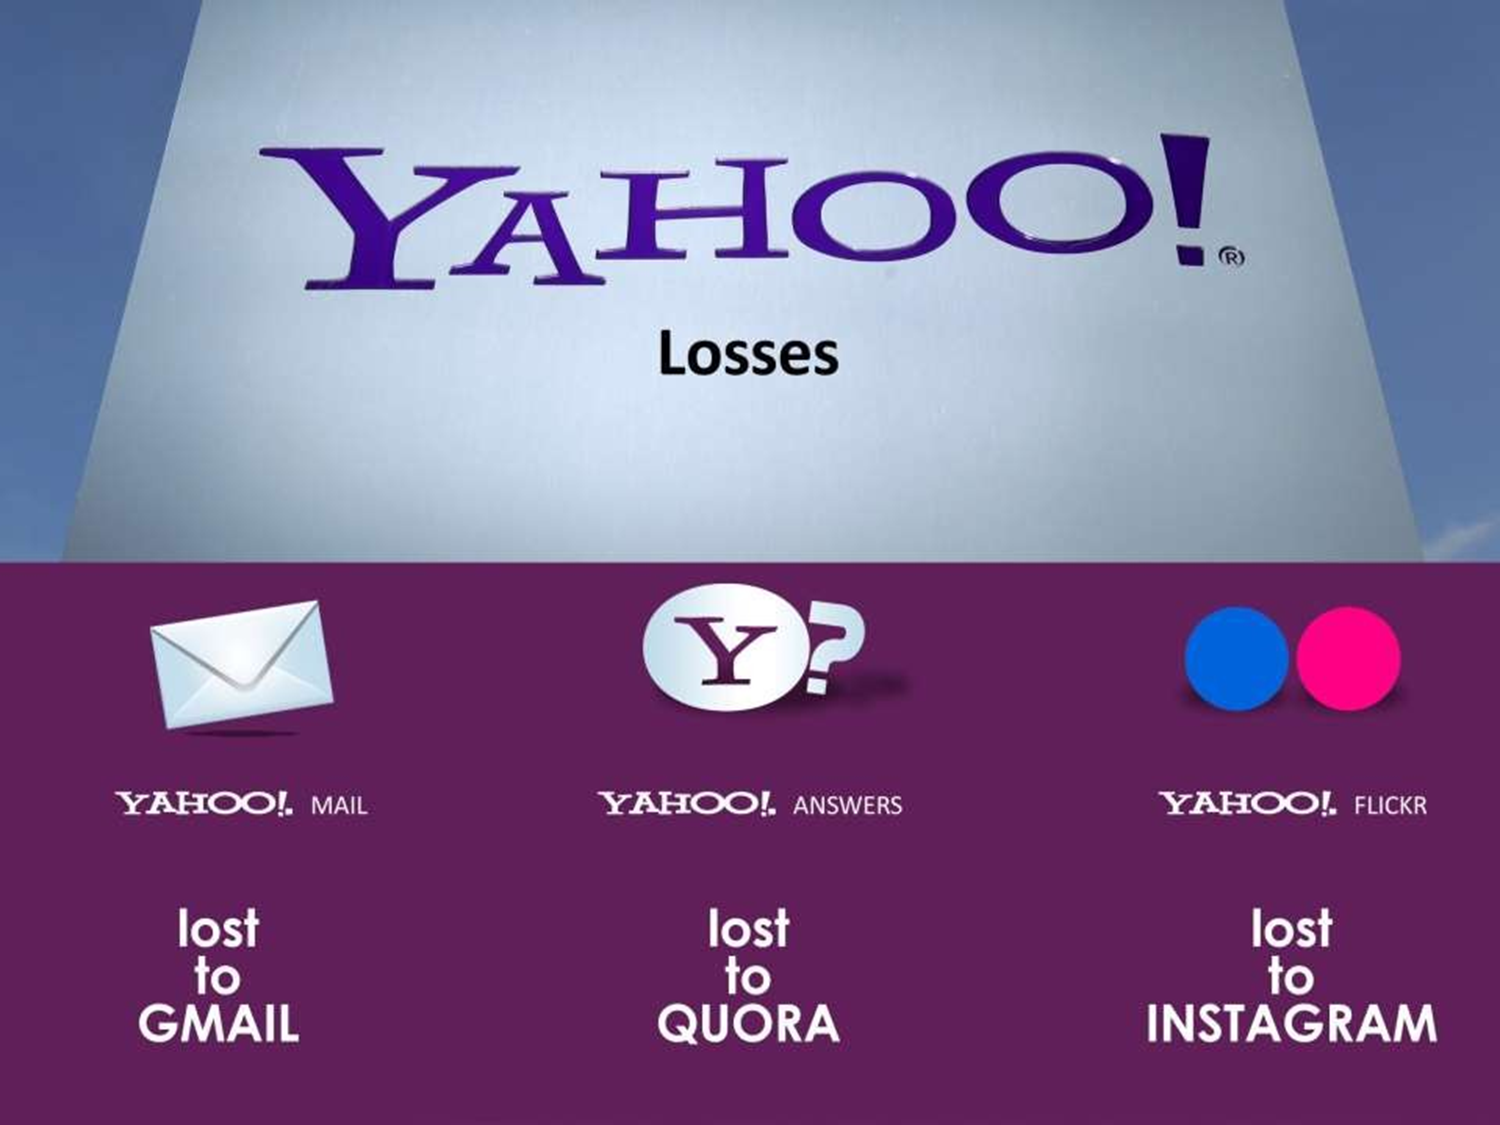 YAHOO!®
Losses
Y?
YAHOO!. MAIL
YAHOO!. ANSWERS
YAHOO!. FLICKR
lost
to
GMAIL
lost
to
QUORA
lost
to
INSTAGRAM